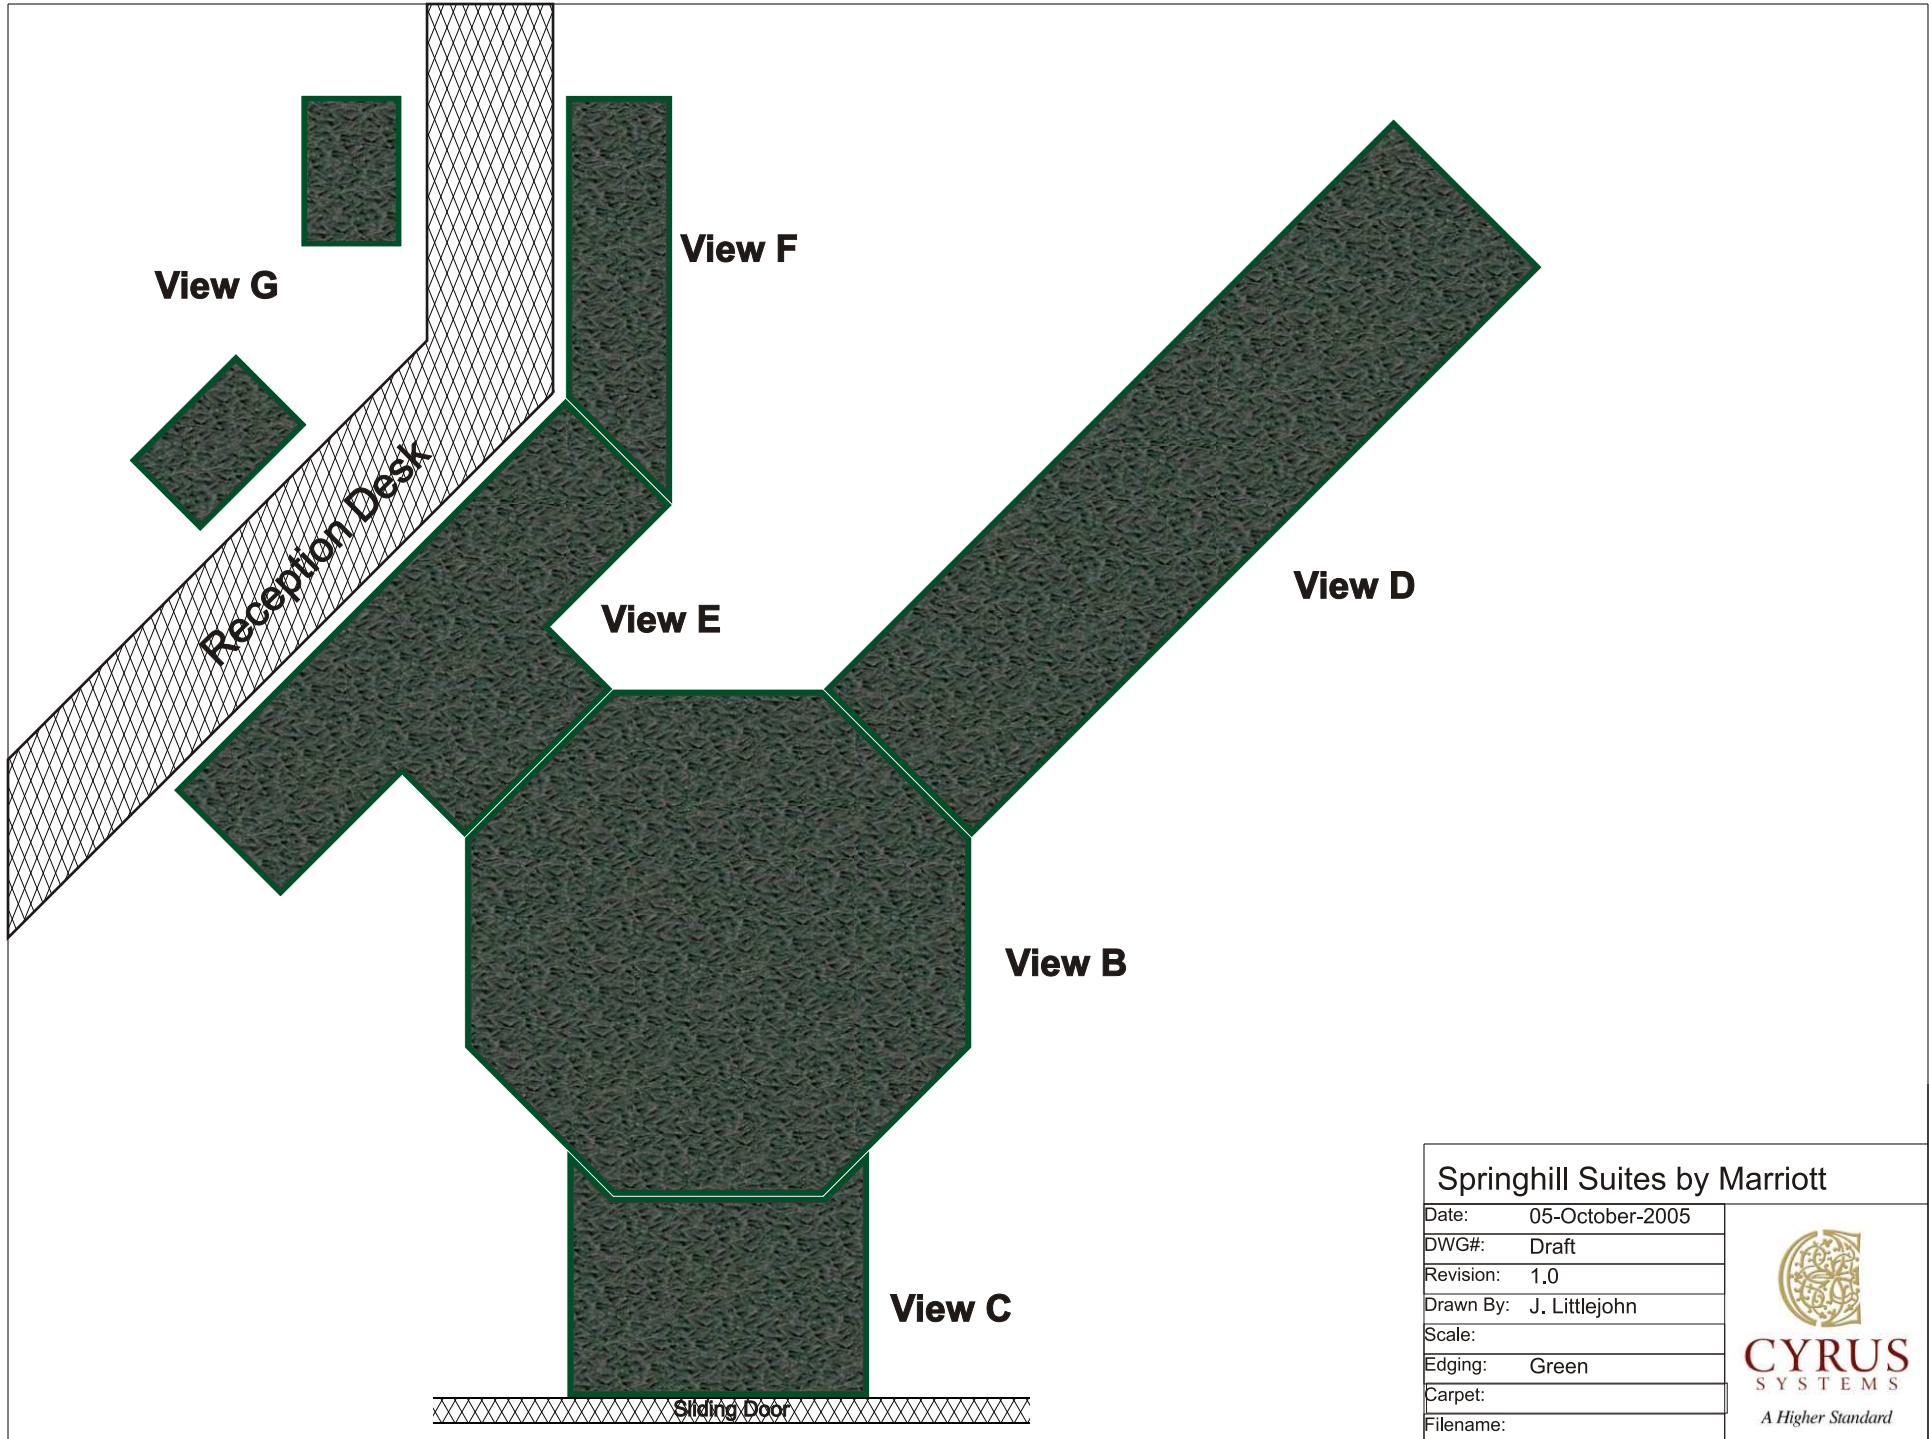 View G
View F
Reception Desk
View E
View D
View B
View C
Sliding Door
Springhill Suites by Marriott
Date: 05-October-2005
DWG#: Draft
Revision: 1.0
Drawn By: J. Littlejohn
Scale:
Edging: Green
Carpet:
Filename:
CYRUS
SYSTEMS
A Higher Standard